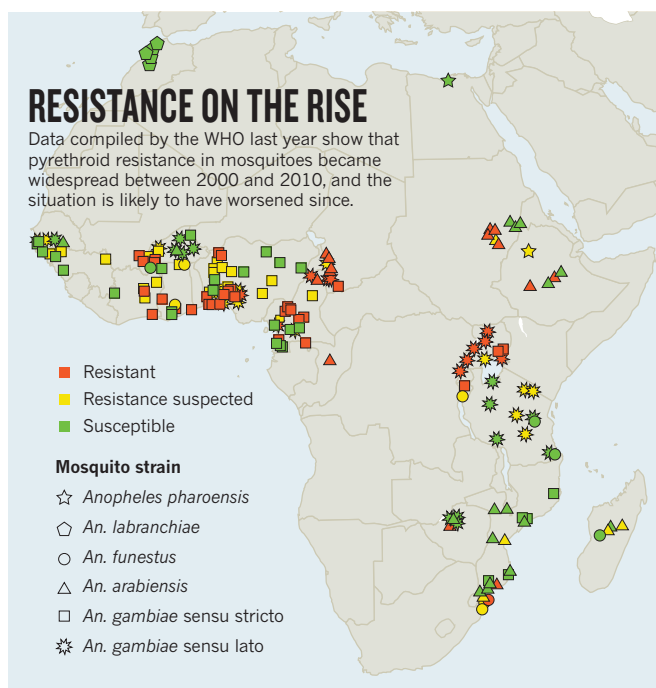 RESISTANCE ON THE RISE
Data compiled by the WHO last year show that
pyrethroid resistance in mosquitoes became
widespread between 2000 and 2010, and the
situation is likely to have worsened since.
Resistant
Resistance suspected
Susceptible
Mosquito strain
Anopheles pharoensis
An. labranchiae
An. funestus
An. arabiensis
An. gambiae sensu stricto
An. gambiae sensu lato